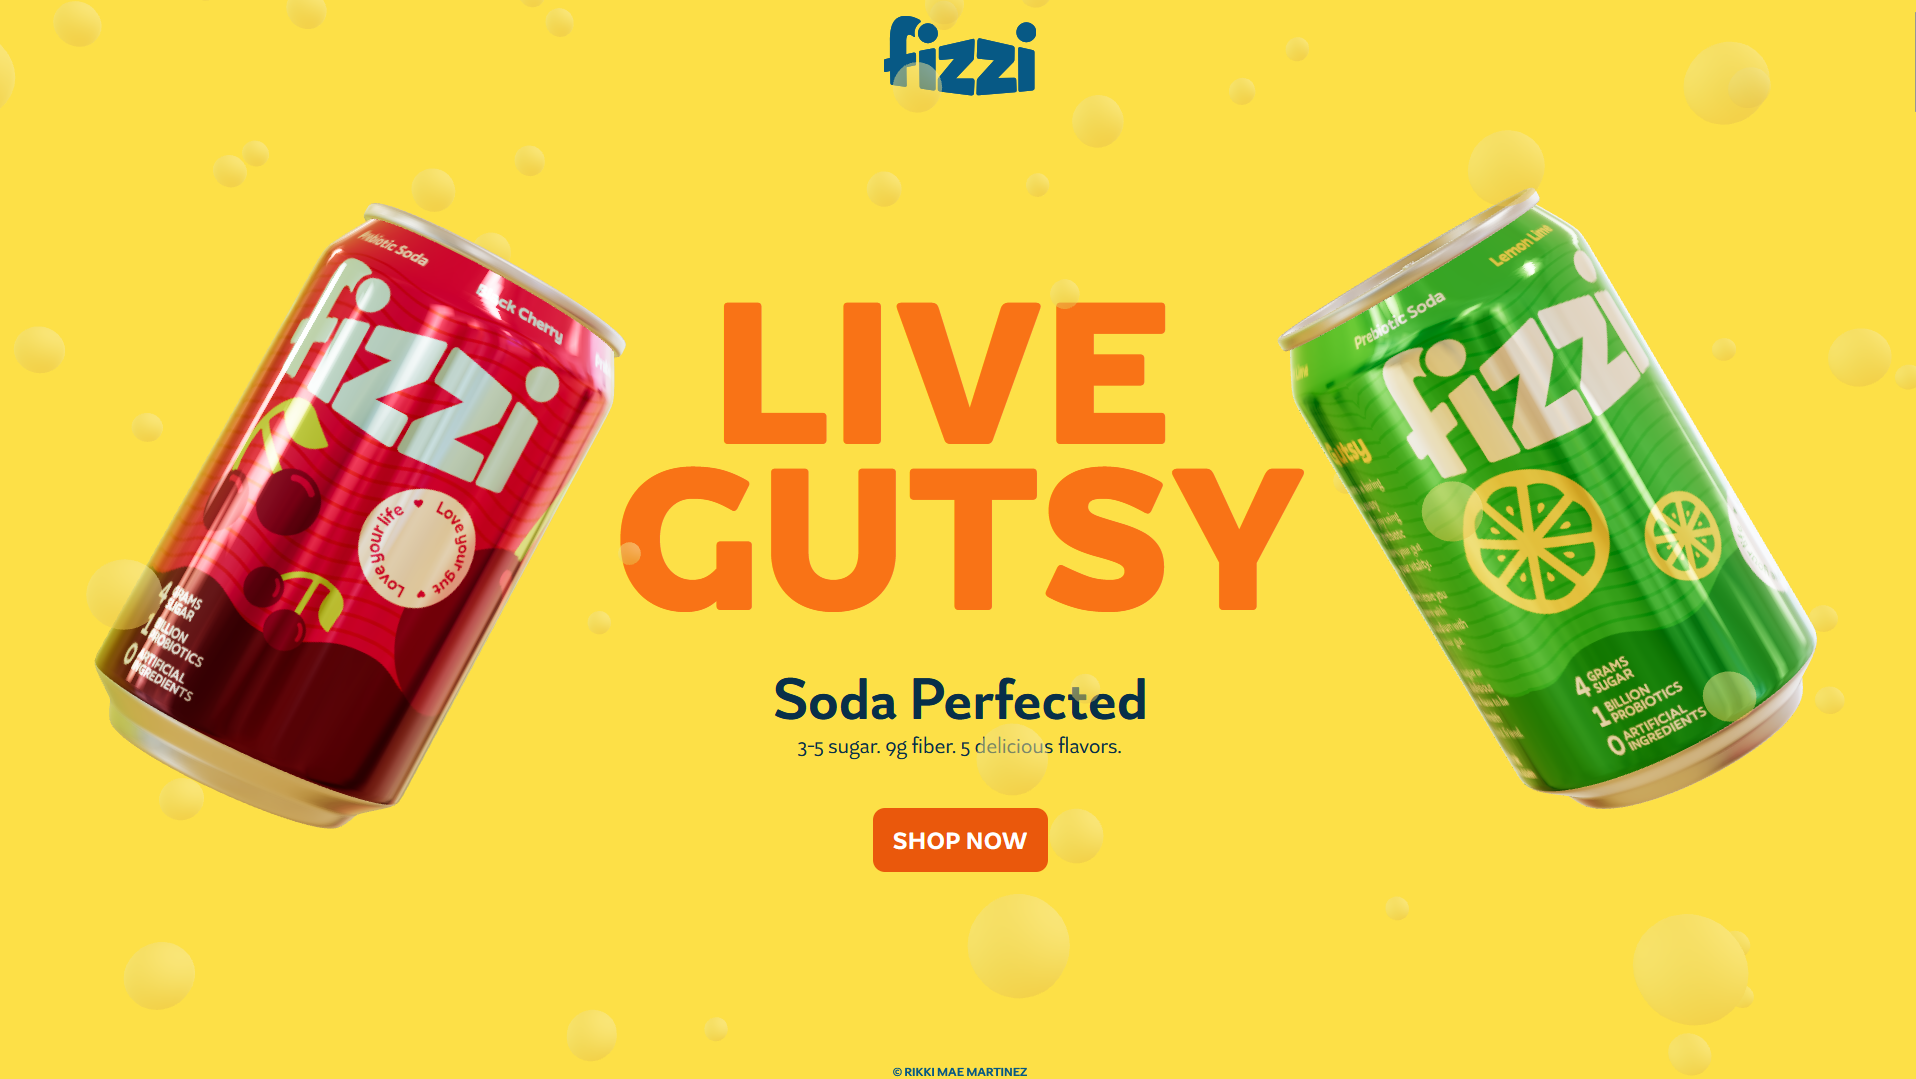 fizzi
LIVE
GUTSY
Soda Perfected
3-5 sugar. 9g fiber. 5 delicious flavors.
SHOP NOW
Prebiotic Soda
Black Cherry
fizzi
Love your gut
Love your life
4 GRAMS
SUGAR
1 BILLION
PROBIOTICS
0 ARTIFICIAL
INGREDIENTS
Prebiotic Soda
Lemon Lime
fizzi
Gutsy
4 GRAMS
SUGAR
1 BILLION
PROBIOTICS
0 ARTIFICIAL
INGREDIENTS
© RIKKI MAE MARTINEZ